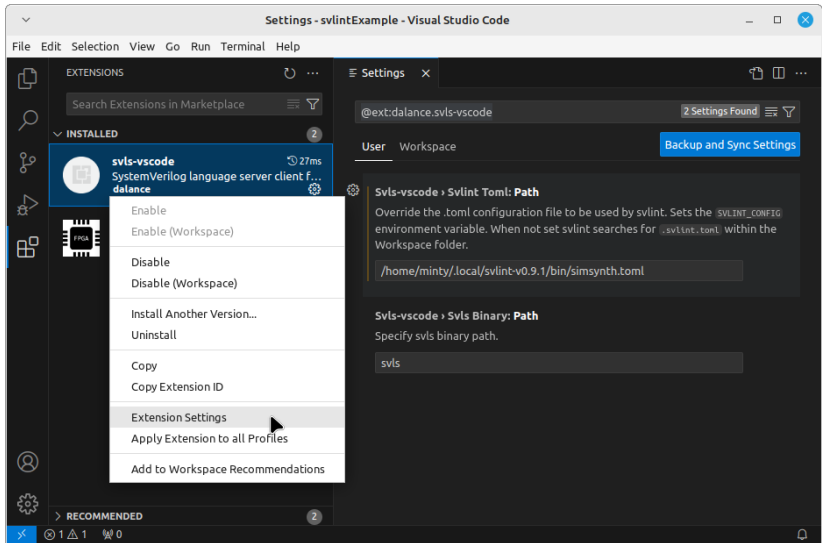 Settings - svlintExample - Visual Studio Code
File Edit Selection View Go Run Terminal Help
EXTENSIONS
Search Extensions in Marketplace
INSTALLED 2
svls-vscode 27ms
SystemVerilog language server client f...
dalance
FPGA
Enable
Enable (Workspace)
Disable
Disable (Workspace)
Install Another Version...
Uninstall
Copy
Copy Extension ID
Extension Settings
Apply Extension to all Profiles
Add to Workspace Recommendations
RECOMMENDED 2
Settings
@ext:dalance.svls-vscode 2 Settings Found
User Workspace Backup and Sync Settings
Svls-vscode › Svlint Toml: Path
Override the .toml configuration file to be used by svlint. Sets the SVLINT_CONFIG
environment variable. When not set svlint searches for .svlint.toml within the
Workspace folder.
/home/minty/.local/svlint-v0.9.1/bin/simsynth.toml
Svls-vscode › Svls Binary: Path
Specify svls binary path.
svls
1 1 0